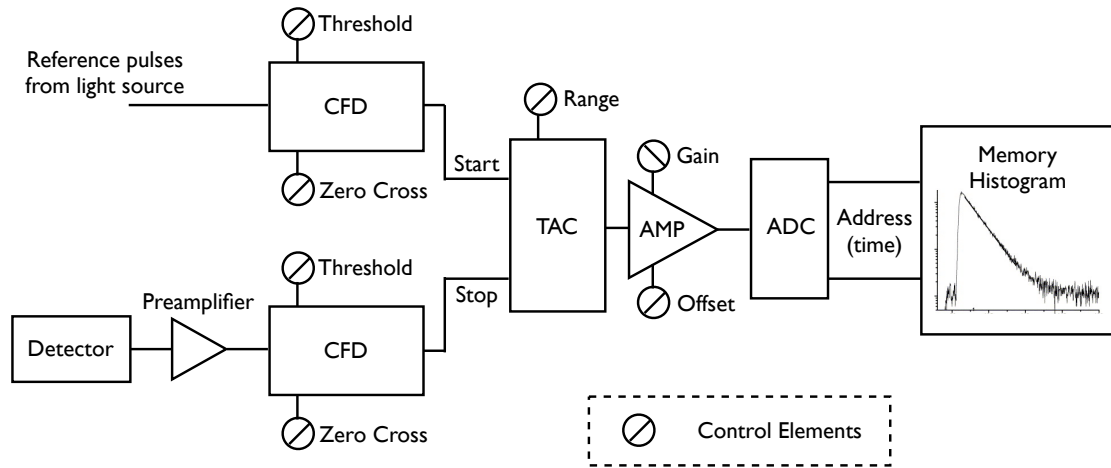 Threshold
Reference pulses
from light source
CFD
Zero Cross
Start
Range
TAC
Gain
AMP
Offset
ADC
Address
(time)
Memory
Histogram
Threshold
Stop
Preamplifier
Detector
CFD
Zero Cross
Control Elements